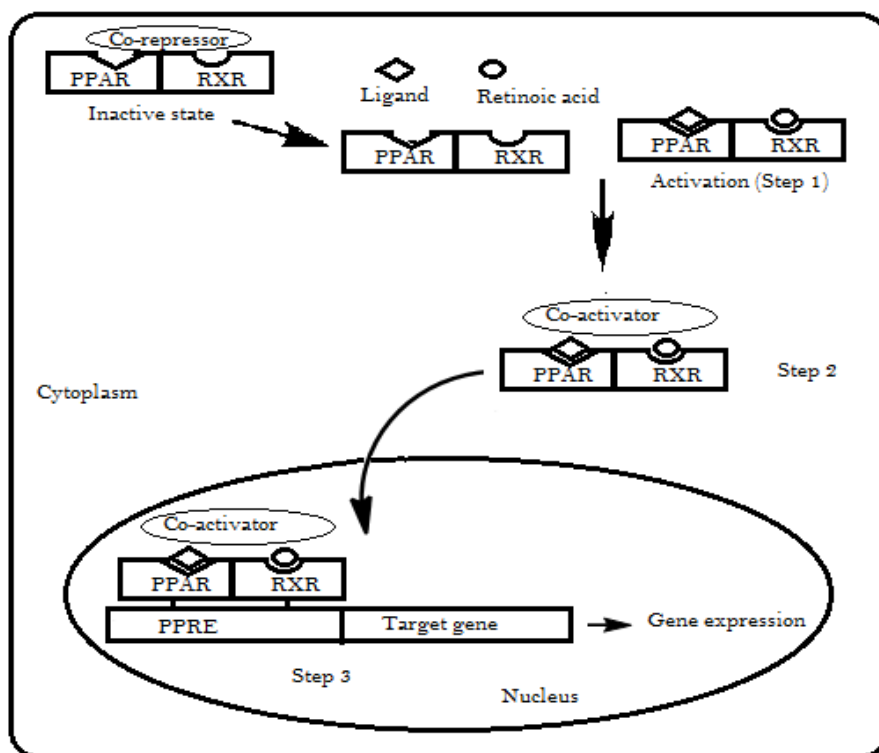 Co-repressor
PPAR RXR
Inactive state
Ligand
Retinoic acid
PPAR RXR
PPAR RXR
Activation (Step 1)
Co-activator
PPAR RXR
Step 2
Cytoplasm
Co-activator
PPAR RXR
PPRE
Target gene
Gene expression
Step 3
Nucleus